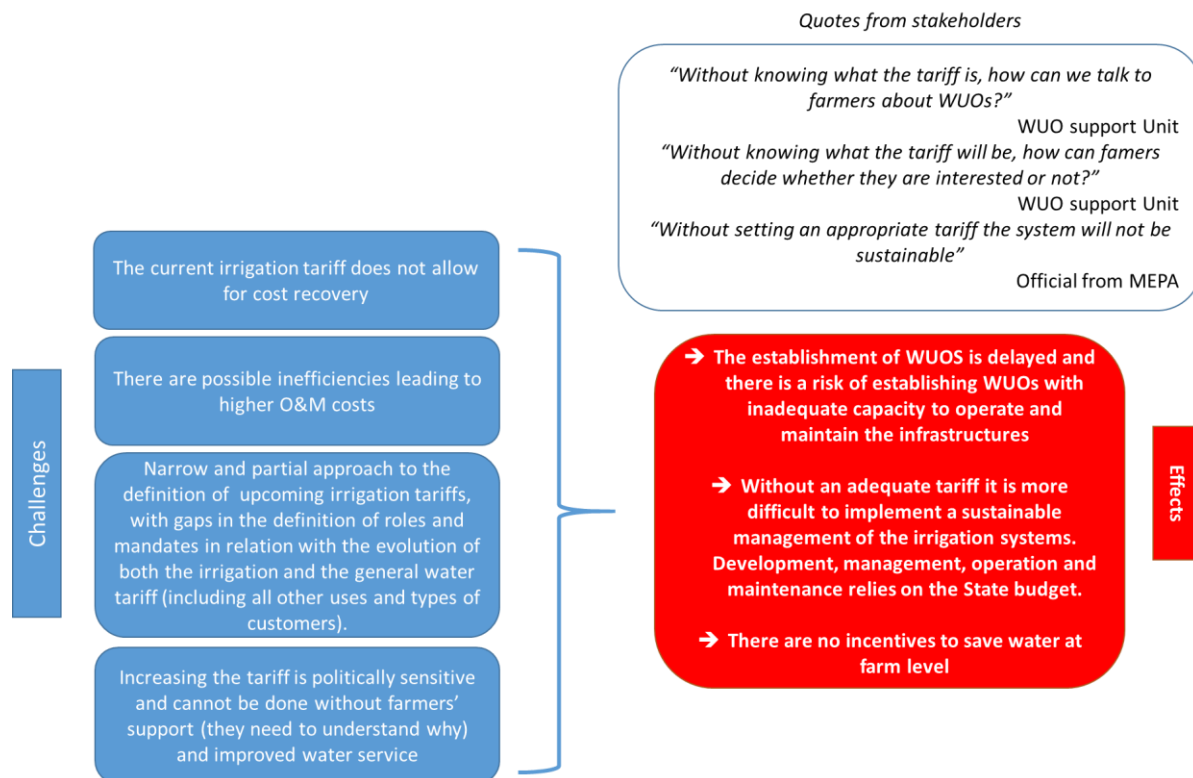 Quotes from stakeholders
“Without knowing what the tariff is, how can we talk to
farmers about WUOs?”
WUO support Unit
“Without knowing what the tariff will be, how can famers
decide whether they are interested or not?”
WUO support Unit
“Without setting an appropriate tariff the system will not be
sustainable”
Official from MEPA
Challenges
The current irrigation tariff does not allow
for cost recovery
There are possible inefficiencies leading to
higher O&M costs
Narrow and partial approach to the
definition of upcoming irrigation tariffs,
with gaps in the definition of roles and
mandates in relation with the evolution of
both the irrigation and the general water
tariff (including all other uses and types of
customers).
Increasing the tariff is politically sensitive
and cannot be done without farmers’
support (they need to understand why)
and improved water service
➔ The establishment of WUOS is delayed and
there is a risk of establishing WUOs with
inadequate capacity to operate and
maintain the infrastructures
➔ Without an adequate tariff it is more
difficult to implement a sustainable
management of the irrigation systems.
Development, management, operation and
maintenance relies on the State budget.
➔ There are no incentives to save water at
farm level
Effects